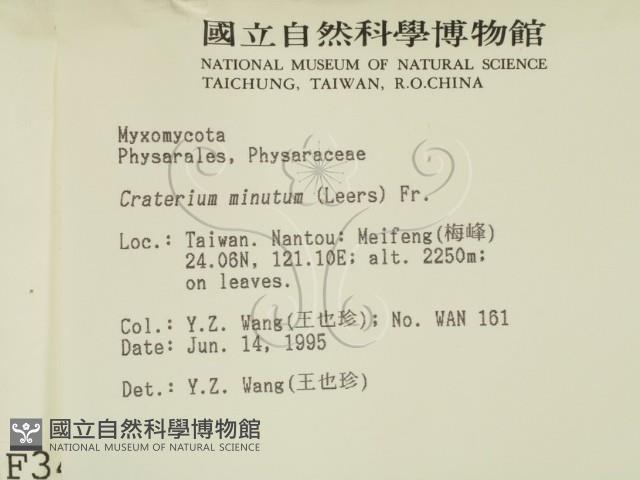 國立自然科學博物館
NATIONAL MUSEUM OF NATURAL SCIENCE
TAICHUNG, TAIWAN, R.O.CHINA
Myxomycota
Physarales, Physaraceae
Craterium minutum (Leers) Fr.
Loc.: Taiwan. Nantou: Meifeng(梅峰)
24.06N, 121.10E; alt. 2250m;
on leaves.
Col.: Y.Z. Wang(王也珍); No. WAN 161
Date: Jun. 14, 1995
Det.: Y.Z. Wang(王也珍)
國立自然科學博物館
NATIONAL MUSEUM OF NATURAL SCIENCE